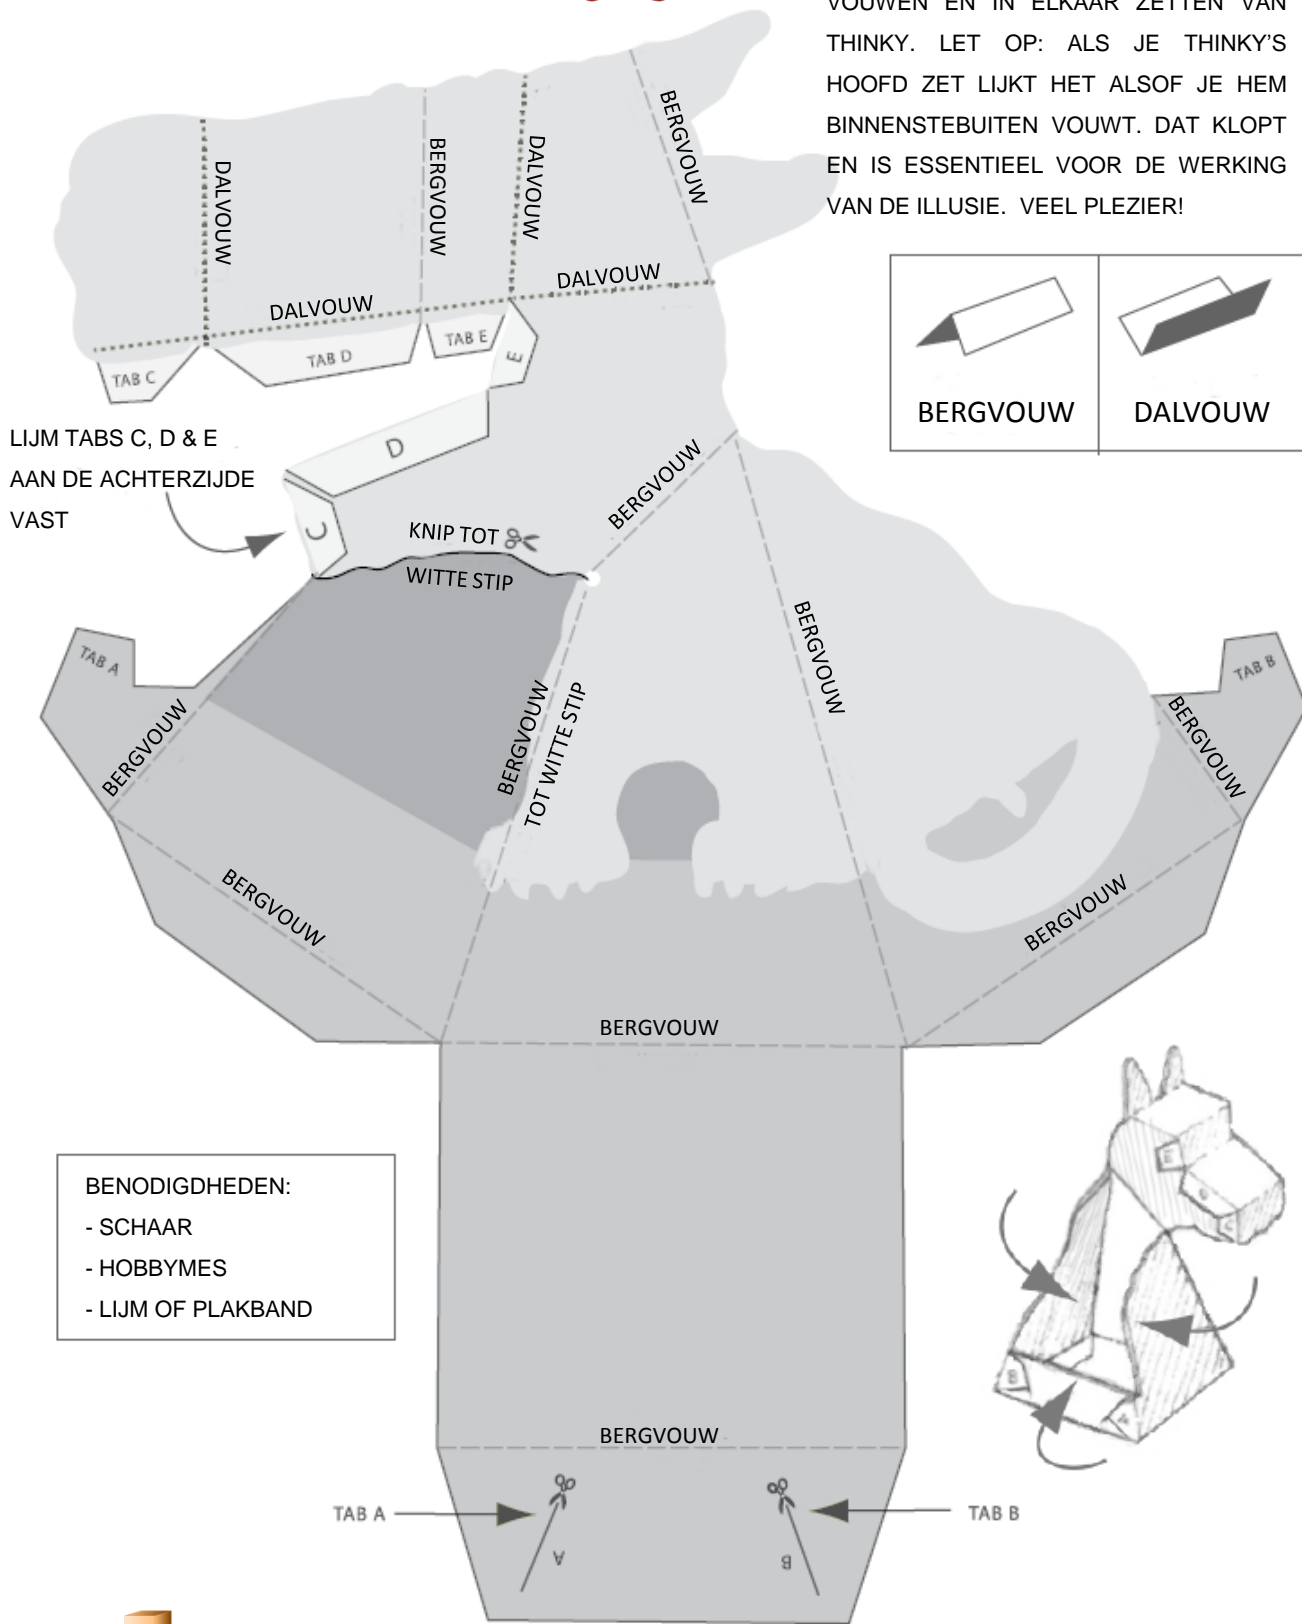 VOUWEN EN IN ELKAAR ZETTEN VAN
THINKY. LET OP: ALS JE THINKY'S
HOOFD ZET LIJKT HET ALSOF JE HEM
BINNENSTEBUITEN VOUWT. DAT KLOPT
EN IS ESSENTIEEL VOOR DE WERKING
VAN DE ILLUSIE. VEEL PLEZIER!
BERGVOUW
DALVOUW
BERGVOUW
DALVOUW
BERGVOUW
DALVOUW
DALVOUW
DALVOUW
TAB C
TAB D
TAB E
E
D
C
LIJM TABS C, D & E
AAN DE ACHTERZIJDE
VAST
KNIP TOT
WITTE STIP
BERGVOUW
TAB A
BERGVOUW
BERGVOUW
TOT WITTE STIP
BERGVOUW
TAB B
BERGVOUW
BERGVOUW
BERGVOUW
BERGVOUW
BENODIGDHEDEN:
- SCHAAR
- HOBBYMES
- LIJM OF PLAKBAND
E
C
B
A
BERGVOUW
TAB A
TAB B
A
B